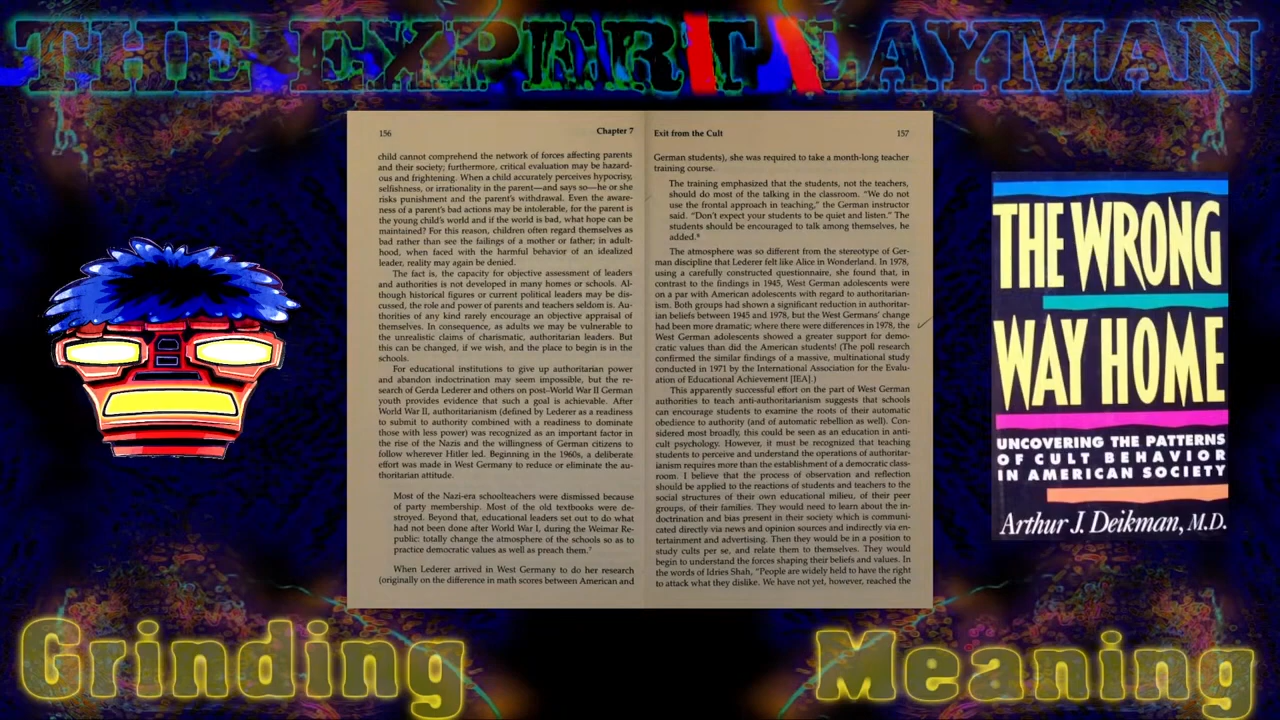 THE EXPERT LAYMAN
156 Chapter 7
child cannot comprehend the network of forces affecting parents
and their society; furthermore, critical evaluation may be hazard-
ous and frightening. When a child accurately perceives hypocrisy,
selfishness, or irrationality in the parent—and says so—he or she
risks punishment and the parent's withdrawal. Even the aware-
ness of a parent's bad actions may be intolerable, for the parent is
the young child's world and if the world is bad, what hope can be
maintained? For this reason, children often regard themselves as
bad rather than see the failings of a mother or father; in adult-
hood, when faced with the harmful behavior of an idealized
leader, reality may again be denied.
The fact is, the capacity for objective assessment of leaders
and authorities is not developed in many homes or schools. Al-
though historical figures or current political leaders may be dis-
cussed, the role and power of parents and teachers seldom is. Au-
thorities of any kind rarely encourage an objective appraisal of
themselves. In consequence, as adults we may be vulnerable to
the unrealistic claims of charismatic, authoritarian leaders. But
this can be changed, if we wish, and the place to begin is in the
schools.
For educational institutions to give up authoritarian power
and abandon indoctrination may seem impossible, but the re-
search of Gerda Lederer and others on post–World War II German
youth provides evidence that such a goal is achievable. After
World War II, authoritarianism (defined by Lederer as a readiness
to submit to authority combined with a readiness to dominate
those with less power) was recognized as an important factor in
the rise of the Nazis and the willingness of German citizens to
follow wherever Hitler led. Beginning in the 1960s, a deliberate
effort was made in West Germany to reduce or eliminate the au-
thoritarian attitude.
Most of the Nazi-era schoolteachers were dismissed because
of party membership. Most of the old textbooks were de-
stroyed. Beyond that, educational leaders set out to do what
had not been done after World War I, during the Weimar Re-
public: totally change the atmosphere of the schools so as to
practice democratic values as well as preach them.7
When Lederer arrived in West Germany to do her research
(originally on the difference in math scores between American and
Exit from the Cult 157
German students), she was required to take a month-long teacher
training course.
The training emphasized that the students, not the teachers,
should do most of the talking in the classroom. "We do not
use the frontal approach in teaching," the German instructor
said. "Don't expect your students to be quiet and listen." The
students should be encouraged to talk among themselves, he
added.8
The atmosphere was so different from the stereotype of Ger-
man discipline that Lederer felt like Alice in Wonderland. In 1978,
using a carefully constructed questionnaire, she found that, in
contrast to the findings in 1945, West German adolescents were
on a par with American adolescents with regard to authoritarian-
ism. Both groups had shown a significant reduction in authoritar-
ian beliefs between 1945 and 1978, but the West Germans' change
had been more dramatic; where there were differences in 1978, the
West German adolescents showed a greater support for demo-
cratic values than did the American students! (The poll research
confirmed the similar findings of a massive, multinational study
conducted in 1971 by the International Association for the Evalu-
ation of Educational Achievement [IEA].)
This apparently successful effort on the part of West German
authorities to teach anti-authoritarianism suggests that schools
can encourage students to examine the roots of their automatic
obedience to authority (and of automatic rebellion as well). Con-
sidered most broadly, this could be seen as an education in anti-
cult psychology. However, it must be recognized that teaching
students to perceive and understand the operations of authoritar-
ianism requires more than the establishment of a democratic class-
room. I believe that the process of observation and reflection
should be applied to the reactions of students and teachers to the
social structures of their own educational milieu, of their peer
groups, of their families. They would need to learn about the in-
doctrination and bias present in their society which is communi-
cated directly via news and opinion sources and indirectly via en-
tertainment and advertising. Then they would be in a position to
study cults per se, and relate them to themselves. They would
begin to understand the forces shaping their beliefs and values. In
the words of Idries Shah, "People are widely held to have the right
to attack what they dislike. We have not yet, however, reached the
THE WRONG
WAY HOME
UNCOVERING THE PATTERNS
OF CULT BEHAVIOR
IN AMERICAN SOCIETY
Arthur J. Deikman, M.D.
Grinding Meaning